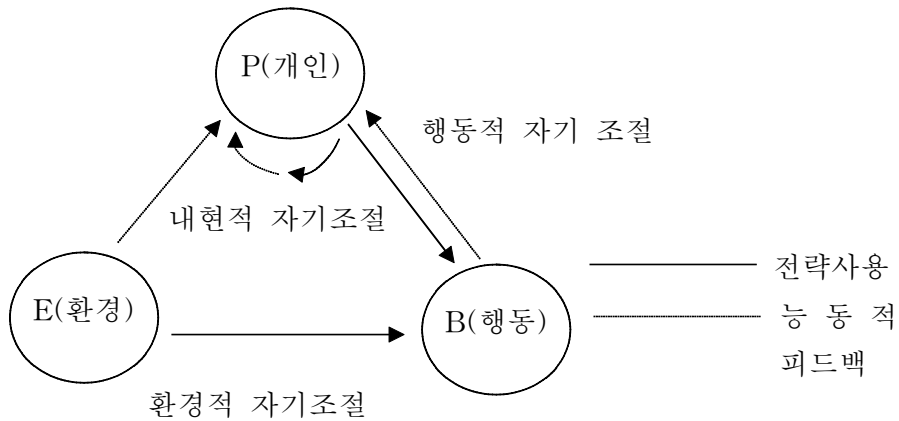 P(개인)
행동적 자기 조절
내현적 자기조절
E(환경)
B(행동)
전략사용
능 동 적
피드백
환경적 자기조절